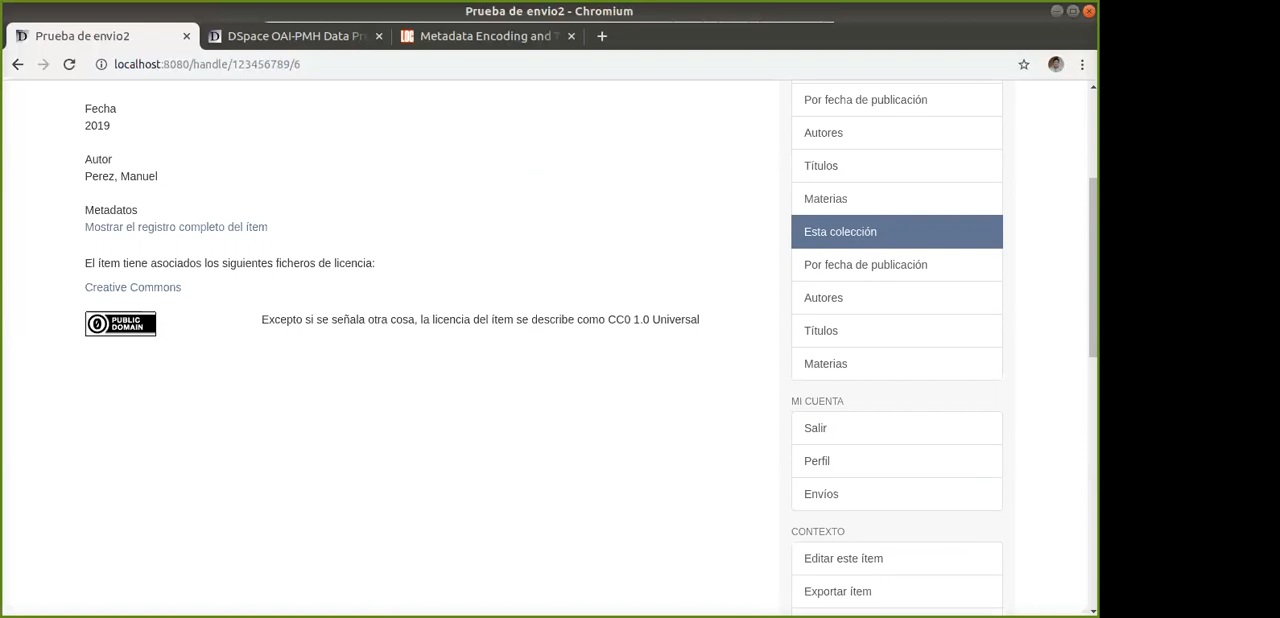 Prueba de envio2 - Chromium
Prueba de envio2
DSpace OAI-PMH Data Pr
Metadata Encoding and T
localhost:8080/handle/123456789/6
Fecha
2019
Autor
Perez, Manuel
Metadatos
Mostrar el registro completo del ítem
El ítem tiene asociados los siguientes ficheros de licencia:
Creative Commons
PUBLIC
DOMAIN
Excepto si se señala otra cosa, la licencia del ítem se describe como CC0 1.0 Universal
Por fecha de publicación
Autores
Títulos
Materias
Esta colección
Por fecha de publicación
Autores
Títulos
Materias
MI CUENTA
Salir
Perfil
Envíos
CONTEXTO
Editar este ítem
Exportar ítem